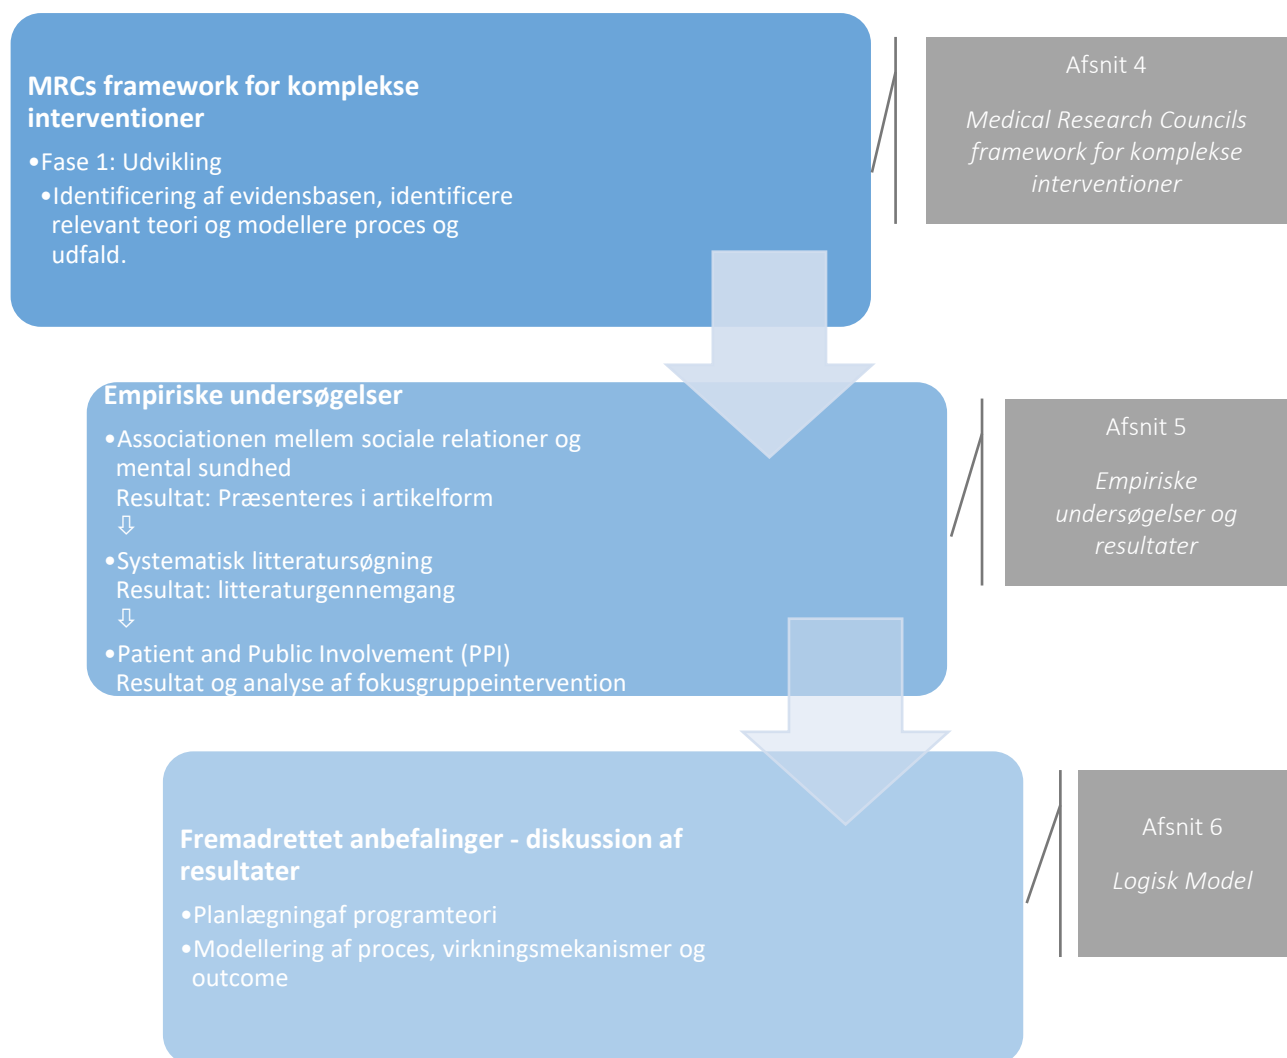 MRCs framework for komplekse
interventioner
•Fase 1: Udvikling
•Identificering af evidensbasen, identificere
relevant teori og modellere proces og
udfald.
Afsnit 4
Medical Research Councils
framework for komplekse
interventioner
Empiriske undersøgelser
•Associationen mellem sociale relationer og
mental sundhed
Resultat: Præsenteres i artikelform
⇩
•Systematisk litteratursøgning
Resultat: litteraturgennemgang
⇩
•Patient and Public Involvement (PPI)
Resultat og analyse af fokusgruppeintervention
Afsnit 5
Empiriske
undersøgelser og
resultater
Fremadrettet anbefalinger - diskussion af
resultater
•Planlægningaf programteori
•Modellering af proces, virkningsmekanismer og
outcome
Afsnit 6
Logisk Model